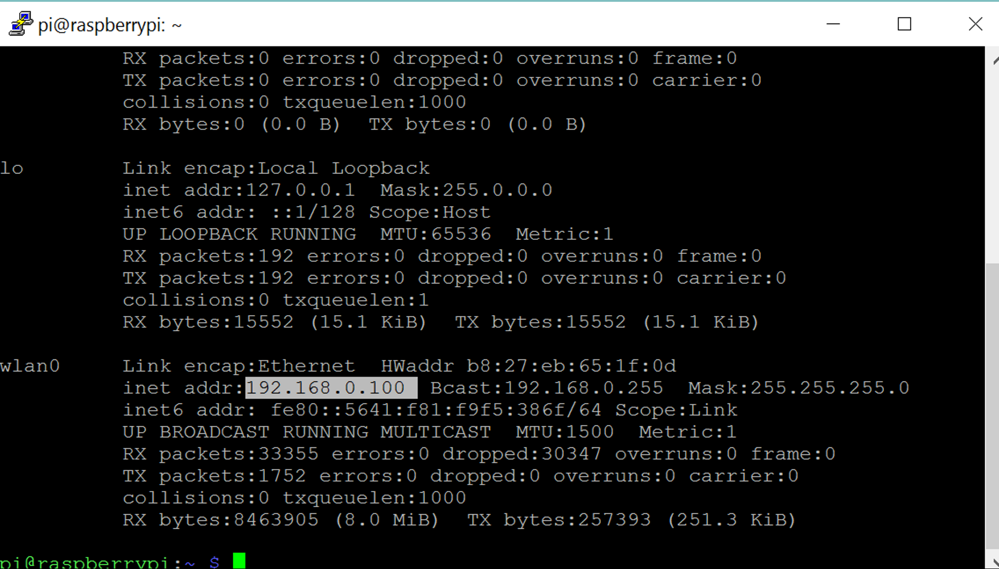 pi@raspberrypi: ~
RX packets:0 errors:0 dropped:0 overruns:0 frame:0
TX packets:0 errors:0 dropped:0 overruns:0 carrier:0
collisions:0 txqueuelen:1000
RX bytes:0 (0.0 B)  TX bytes:0 (0.0 B)
lo        Link encap:Local Loopback
inet addr:127.0.0.1  Mask:255.0.0.0
inet6 addr: ::1/128 Scope:Host
UP LOOPBACK RUNNING  MTU:65536  Metric:1
RX packets:192 errors:0 dropped:0 overruns:0 frame:0
TX packets:192 errors:0 dropped:0 overruns:0 carrier:0
collisions:0 txqueuelen:1
RX bytes:15552 (15.1 KiB)  TX bytes:15552 (15.1 KiB)
wlan0     Link encap:Ethernet  HWaddr b8:27:eb:65:1f:0d
inet addr:192.168.0.100  Bcast:192.168.0.255  Mask:255.255.255.0
inet6 addr: fe80::5641:f81:f9f5:386f/64 Scope:Link
UP BROADCAST RUNNING MULTICAST  MTU:1500  Metric:1
RX packets:33355 errors:0 dropped:30347 overruns:0 frame:0
TX packets:1752 errors:0 dropped:0 overruns:0 carrier:0
collisions:0 txqueuelen:1000
RX bytes:8463905 (8.0 MiB)  TX bytes:257393 (251.3 KiB)
pi@raspberrypi:~ $